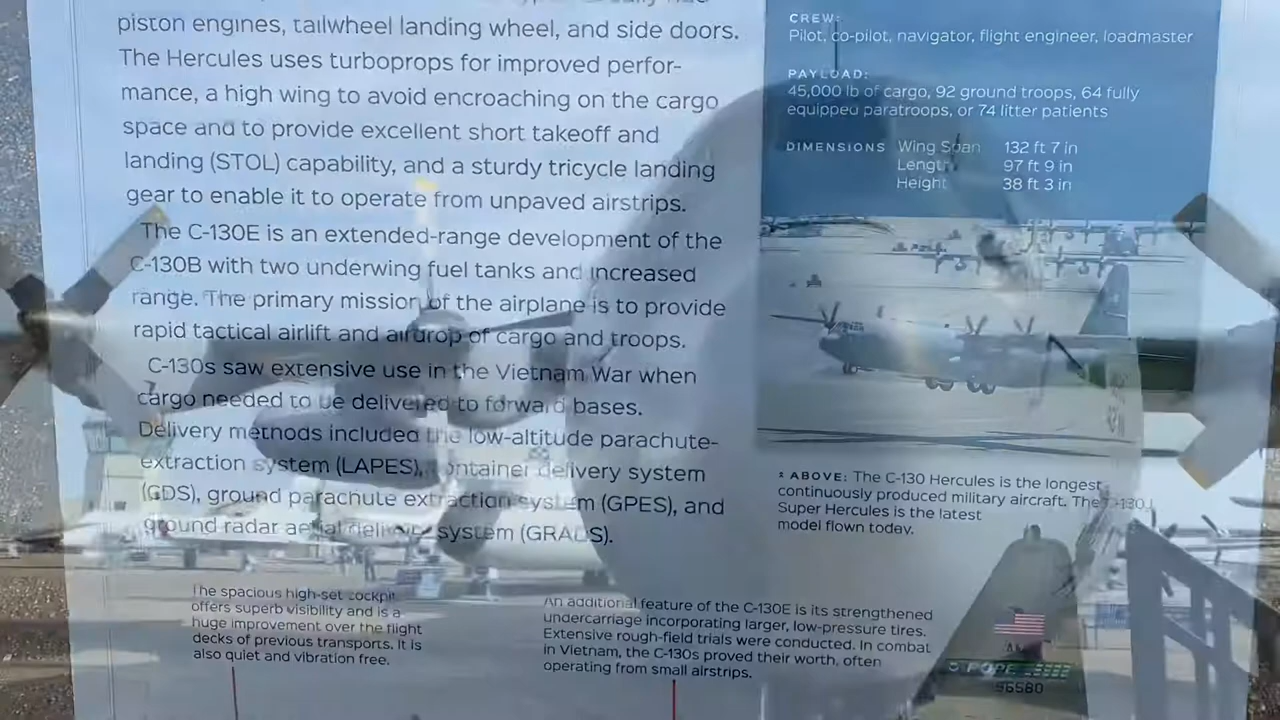 piston engines, tailwheel landing wheel, and side doors.
The Hercules uses turboprops for improved perfor-
mance, a high wing to avoid encroaching on the cargo
space and to provide excellent short takeoff and
landing (STOL) capability, and a sturdy tricycle landing
gear to enable it to operate from unpaved airstrips.
The C-130E is an extended-range development of the
C-130B with two underwing fuel tanks and increased
range. The primary mission of the airplane is to provide
rapid tactical airlift and airdrop of cargo and troops.
C-130s saw extensive use in the Vietnam War when
cargo needed to be delivered to forward bases.
Delivery methods included the low-altitude parachute-
extraction system (LAPES), container delivery system
(CDS), ground parachute extraction system (GPES), and
ground radar aerial delivery system (GRADS).
CREW:
Pilot, co-pilot, navigator, flight engineer, loadmaster
PAYLOAD:
45,000 lb of cargo, 92 ground troops, 64 fully
equipped paratroops, or 74 litter patients
DIMENSIONS Wing Span 132 ft 7 in
Length 97 ft 9 in
Height 38 ft 3 in
ABOVE: The C-130 Hercules is the longest
continuously produced military aircraft. The C-130J
Super Hercules is the latest
model flown today.
The spacious high-set cockpit
offers superb visibility and is a
huge improvement over the flight
decks of previous transports. It is
also quiet and vibration free.
An additional feature of the C-130E is its strengthened
undercarriage incorporating larger, low-pressure tires.
Extensive rough-field trials were conducted. In combat
in Vietnam, the C-130s proved their worth, often
operating from small airstrips.
POPE
96580